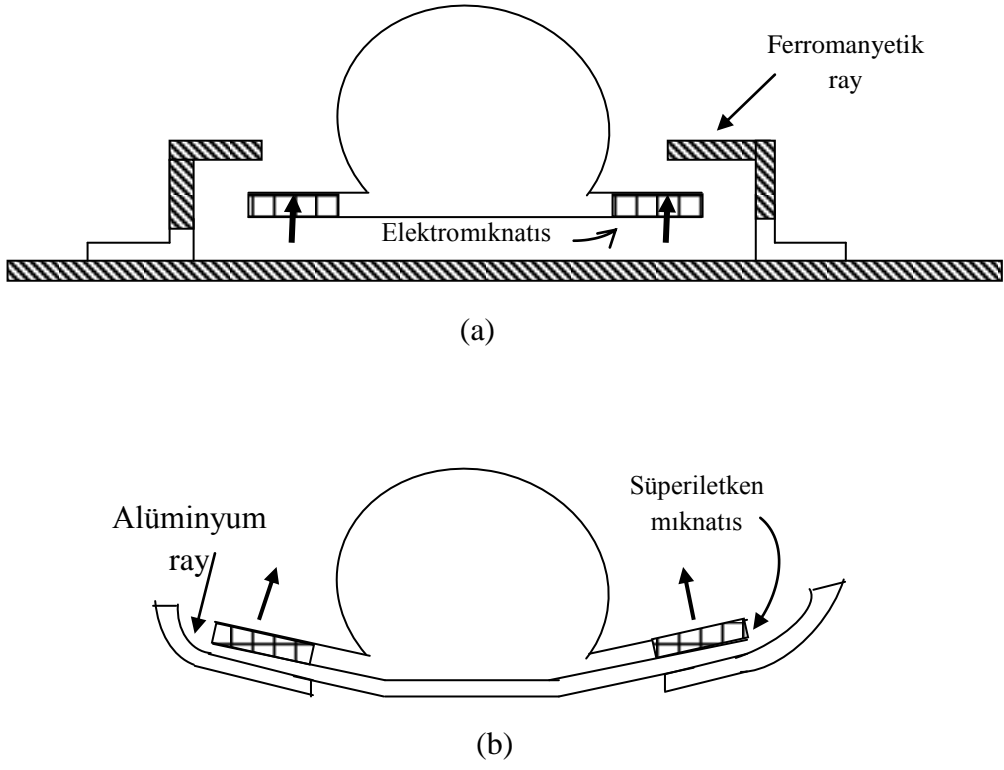 Ferromanyetik
ray
Elektromıknatıs
(a)
Süperiletken
mıknatıs
Alüminyum
ray
(b)